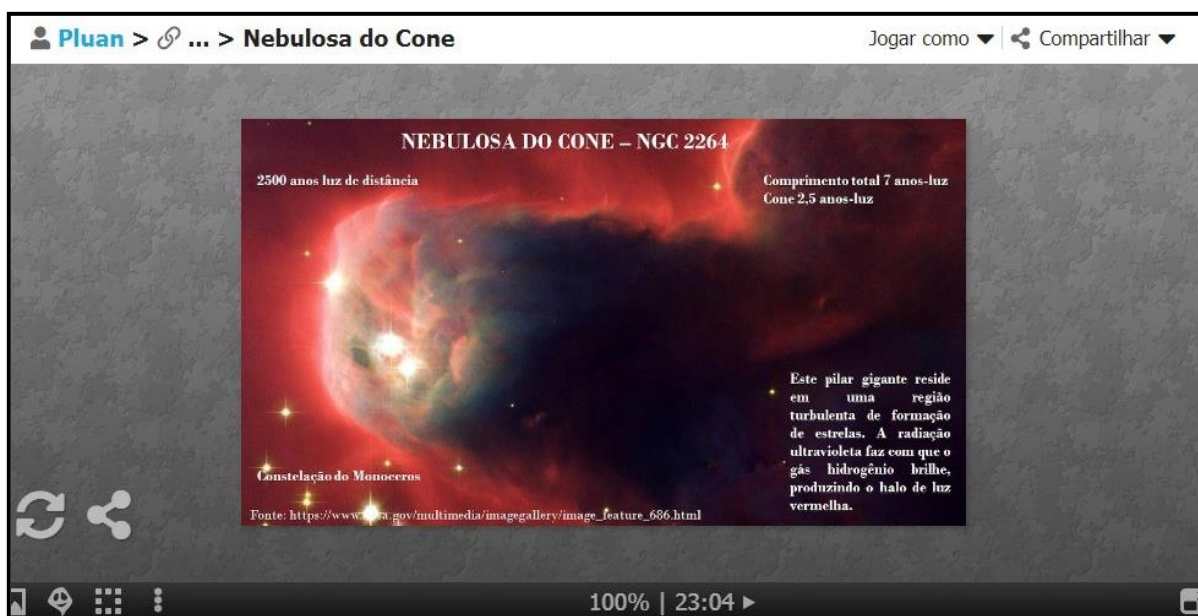 Pluan > ... > Nebulosa do Cone
Jogar como Compartilhar
NEBULOSA DO CONE – NGC 2264
2500 anos luz de distância
Comprimento total 7 anos-luz
Cone 2,5 anos-luz
Este pilar gigante reside
em uma região
turbulenta de formação
de estrelas. A radiação
ultravioleta faz com que o
gás hidrogênio brilhe,
produzindo o halo de luz
vermelha.
Constelação do Monoceros
Fonte: gov/multimedia/imagegallery/image_feature_686.html
100% | 23:04